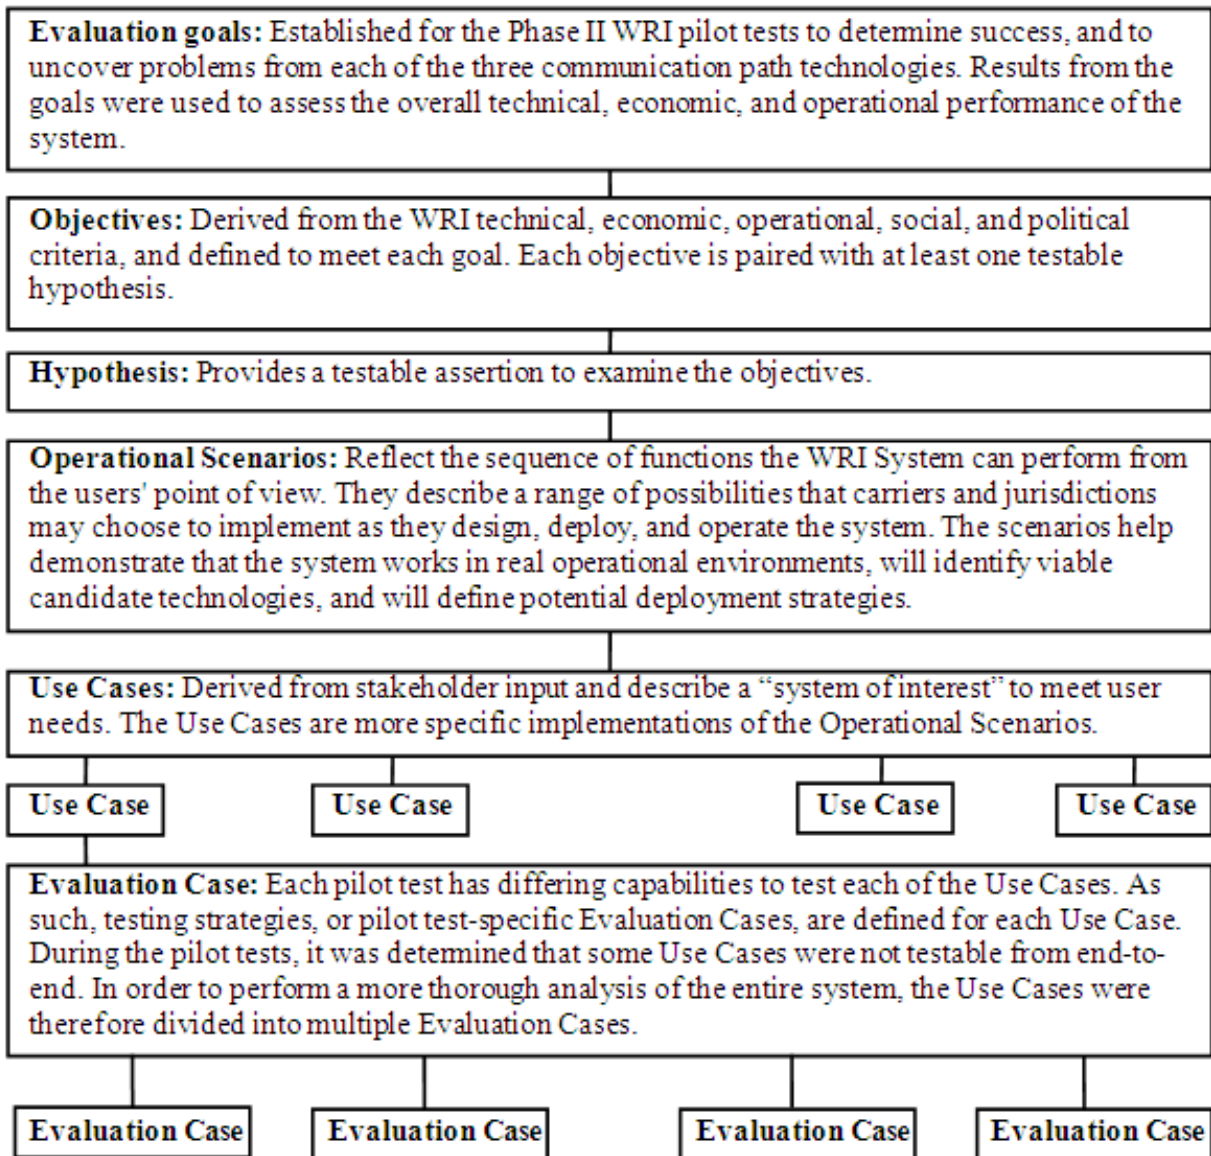 Evaluation goals: Established for the Phase II WRI pilot tests to determine success, and to
uncover problems from each of the three communication path technologies. Results from the
goals were used to assess the overall technical, economic, and operational performance of the
system.
Objectives: Derived from the WRI technical, economic, operational, social, and political
criteria, and defined to meet each goal. Each objective is paired with at least one testable
hypothesis.
Hypothesis: Provides a testable assertion to examine the objectives.
Operational Scenarios: Reflect the sequence of functions the WRI System can perform from
the users' point of view. They describe a range of possibilities that carriers and jurisdictions
may choose to implement as they design, deploy, and operate the system. The scenarios help
demonstrate that the system works in real operational environments, will identify viable
candidate technologies, and will define potential deployment strategies.
Use Cases: Derived from stakeholder input and describe a “system of interest” to meet user
needs. The Use Cases are more specific implementations of the Operational Scenarios.
Use Case Use Case Use Case Use Case
Evaluation Case: Each pilot test has differing capabilities to test each of the Use Cases. As
such, testing strategies, or pilot test-specific Evaluation Cases, are defined for each Use Case.
During the pilot tests, it was determined that some Use Cases were not testable from end-to-
end. In order to perform a more thorough analysis of the entire system, the Use Cases were
therefore divided into multiple Evaluation Cases.
Evaluation Case Evaluation Case Evaluation Case Evaluation Case